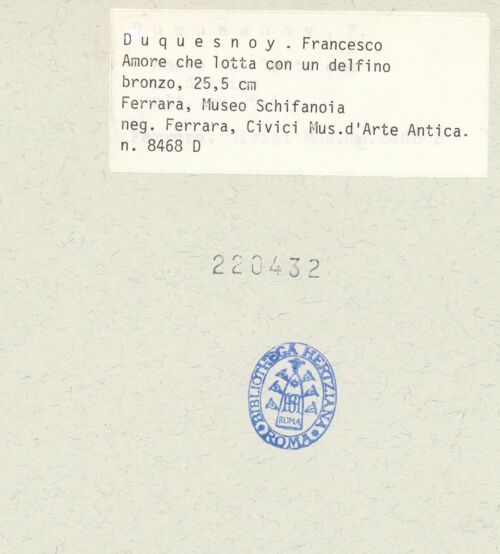 D u q u e s n o y . Francesco
Amore che lotta con un delfino
bronzo, 25,5 cm
Ferrara, Museo Schifanoia
neg. Ferrara, Civici Mus.d'Arte Antica.
n. 8468 D
220432
BIBLIOTHECA HERTZIANA
ROMA
ROMA